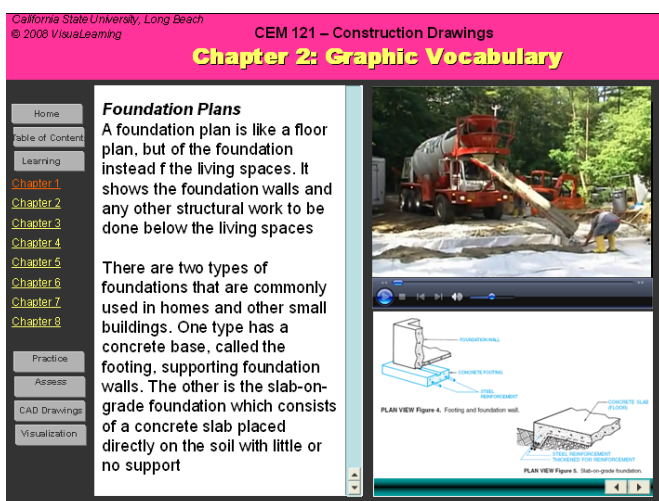 California State University, Long Beach
© 2008 VisuaLearning
CEM 121 – Construction Drawings
Chapter 2: Graphic Vocabulary
Home
Table of Content
Learning
Chapter 1
Chapter 2
Chapter 3
Chapter 4
Chapter 5
Chapter 6
Chapter 7
Chapter 8
Practice
Assess
CAD Drawings
Visualization
Foundation Plans
A foundation plan is like a floor
plan, but of the foundation
instead f the living spaces. It
shows the foundation walls and
any other structural work to be
done below the living spaces
There are two types of
foundations that are commonly
used in homes and other small
buildings. One type has a
concrete base, called the
footing, supporting foundation
walls. The other is the slab-on-
grade foundation which consists
of a concrete slab placed
directly on the soil with little or
no support
FOUNDATION WALL
CONCRETE FOOTING
STEEL
REINFORCEMENT
PLAN VIEW Figure 4. Footing and foundation wall.
CONCRETE SLAB
(FLOOR)
STEEL REINFORCEMENT
THICKENED FOR REINFORCEMENT
PLAN VIEW Figure 5. Slab-on-grade foundation.